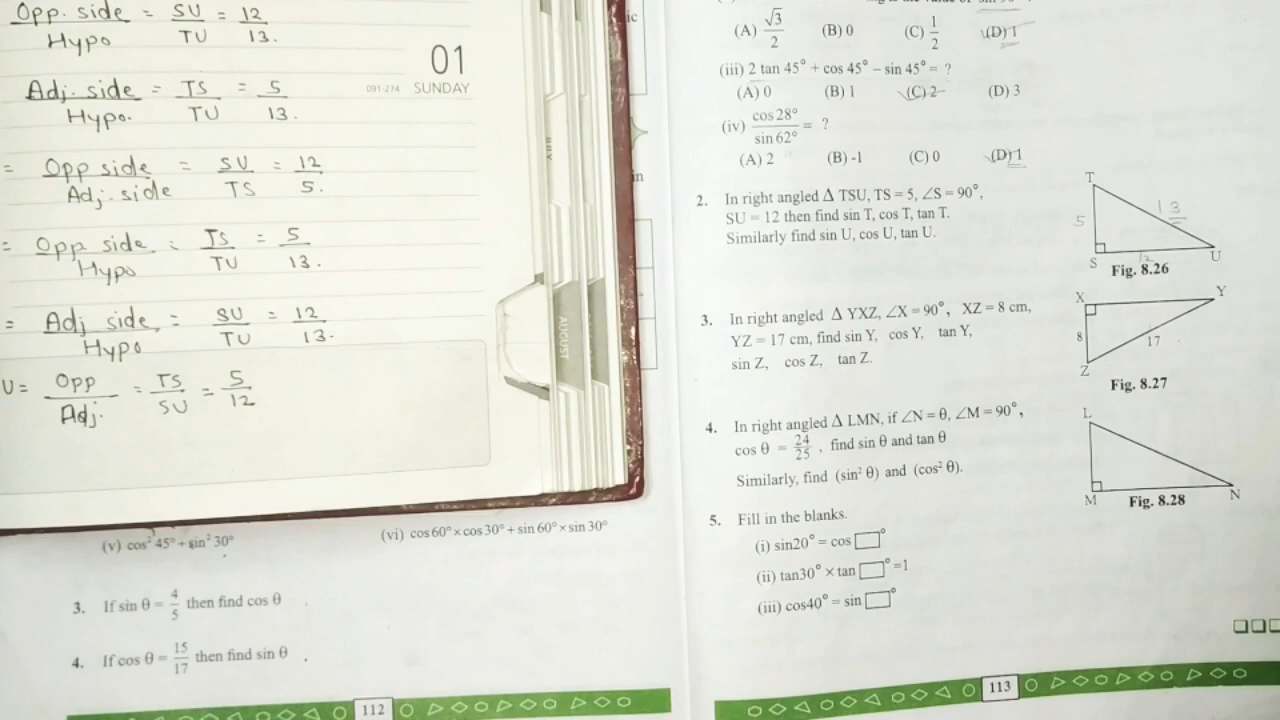 Opp. side = SU = 12
Hypo TU 13.
Adj. side = TS = 5
Hypo. TU 13.
= Opp side = SU = 12
Adj. side TS 5.
= Opp side = TS = 5
Hypo TU 13.
= Adj side, = SU = 12
Hypo TU 13.
U = Opp = TS = 5
Adj. SU 12
01
091-274 SUNDAY
AUGUST
ic
in
(v) cos² 45° + sin² 30°
(vi) cos 60° × cos 30° + sin 60° × sin 30°
3. If sin θ = 4/5 then find cos θ
4. If cos θ = 15/17 then find sin θ
112
(A) √3/2 (B) 0 (C) 1/2 (D) 1
(iii) 2 tan 45° + cos 45° – sin 45° = ?
(A) 0 (B) 1 (C) 2 (D) 3
(iv) cos 28°/sin 62° = ?
(A) 2 (B) -1 (C) 0 (D) 1
2. In right angled Δ TSU, TS = 5, ∠S = 90°,
SU = 12 then find sin T, cos T, tan T.
Similarly find sin U, cos U, tan U.
T
5
13
S
12
U
Fig. 8.26
3. In right angled Δ YXZ, ∠X = 90°, XZ = 8 cm,
YZ = 17 cm, find sin Y, cos Y, tan Y,
sin Z, cos Z, tan Z.
X
Y
8
17
Z
Fig. 8.27
4. In right angled Δ LMN, if ∠N = θ, ∠M = 90°,
cos θ = 24/25, find sin θ and tan θ
Similarly, find (sin² θ) and (cos² θ).
L
M
N
Fig. 8.28
5. Fill in the blanks.
(i) sin20° = cos □°
(ii) tan30° × tan □° =1
(iii) cos40° = sin □°
113